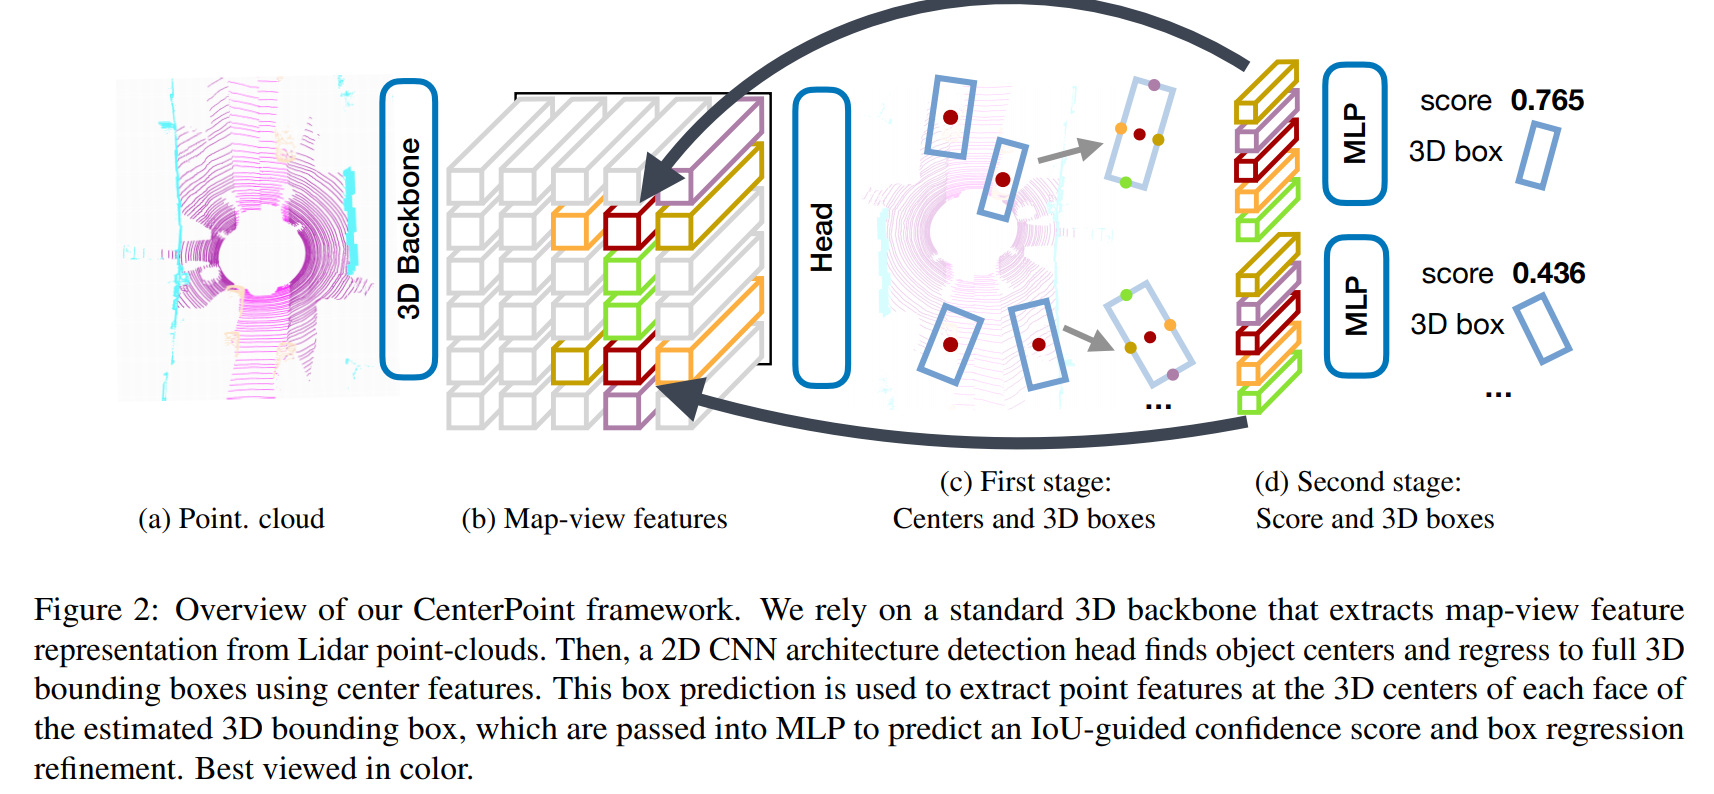 3D Backbone
Head
MLP
score 0.765
3D box
MLP
score 0.436
3D box
...
...
(a) Point. cloud
(b) Map-view features
(c) First stage:
Centers and 3D boxes
(d) Second stage:
Score and 3D boxes
Figure 2: Overview of our CenterPoint framework. We rely on a standard 3D backbone that extracts map-view feature
representation from Lidar point-clouds. Then, a 2D CNN architecture detection head finds object centers and regress to full 3D
bounding boxes using center features. This box prediction is used to extract point features at the 3D centers of each face of
the estimated 3D bounding box, which are passed into MLP to predict an IoU-guided confidence score and box regression
refinement. Best viewed in color.